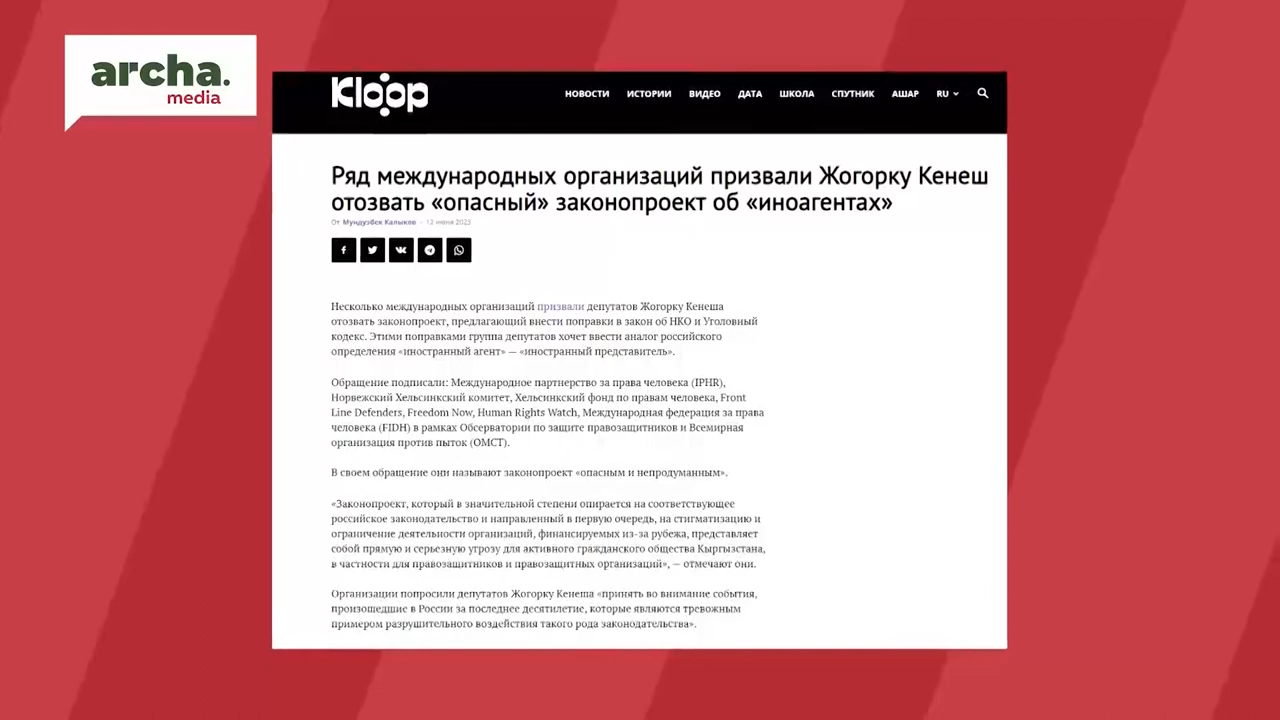 archa.
media
Kloop
НОВОСТИ ИСТОРИИ ВИДЕО ДАТА ШКОЛА СПУТНИК АШАР RU
Ряд международных организаций призвали Жогорку Кенеш
отозвать «опасный» законопроект об «иноагентах»
От Мундузбек Калыков - 12 июня 2023
Несколько международных организаций призвали депутатов Жогорку Кенеша
отозвать законопроект, предлагающий внести поправки в закон об НКО и Уголовный
кодекс. Этими поправками группа депутатов хочет ввести аналог российского
определения «иностранный агент» — «иностранный представитель».
Обращение подписали: Международное партнерство за права человека (IPHR),
Норвежский Хельсинкский комитет, Хельсинкский фонд по правам человека, Front
Line Defenders, Freedom Now, Human Rights Watch, Международная федерация за права
человека (FIDH) в рамках Обсерватории по защите правозащитников и Всемирная
организация против пыток (ОМСТ).
В своем обращение они называют законопроект «опасным и непродуманным».
«Законопроект, который в значительной степени опирается на соответствующее
российское законодательство и направленный в первую очередь, на стигматизацию и
ограничение деятельности организаций, финансируемых из-за рубежа, представляет
собой прямую и серьезную угрозу для активного гражданского общества Кыргызстана,
в частности для правозащитников и правозащитных организаций», — отмечают они.
Организации попросили депутатов Жогорку Кенеша «принять во внимание события,
произошедшие в России за последнее десятилетие, которые являются тревожным
примером разрушительного воздействия такого рода законодательства».